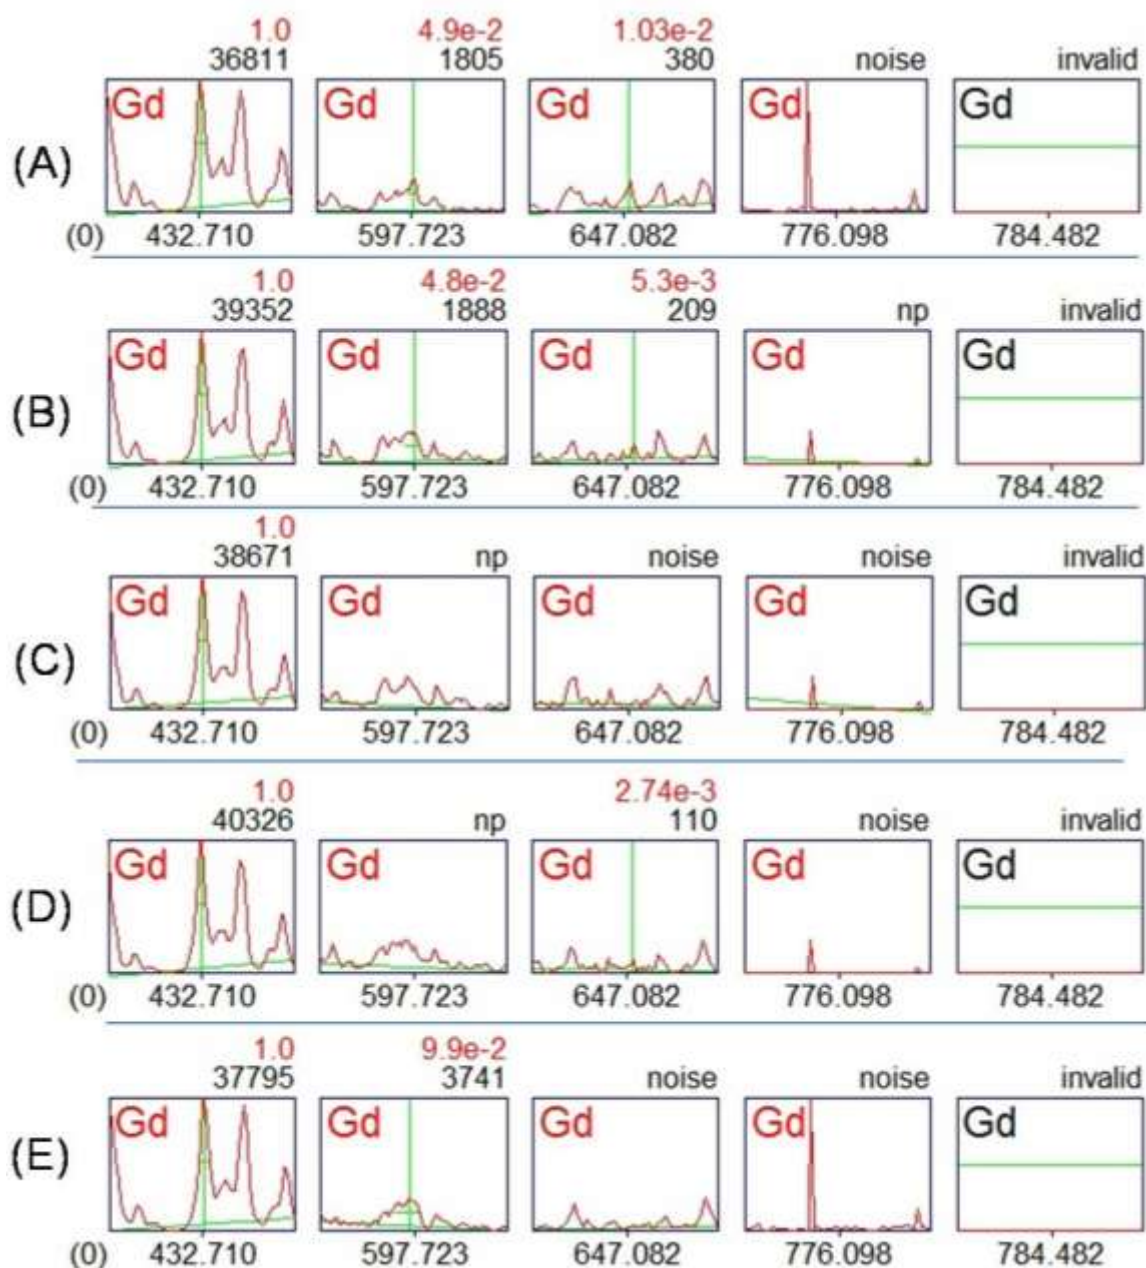 1.0 4.9e-2 1.03e-2
36811 1805 380 noise invalid
Gd Gd Gd Gd Gd
(A)
(0) 432.710 597.723 647.082 776.098 784.482
1.0 4.8e-2 5.3e-3
39352 1888 209 np invalid
Gd Gd Gd Gd Gd
(B)
(0) 432.710 597.723 647.082 776.098 784.482
1.0
38671 np noise noise invalid
Gd Gd Gd Gd Gd
(C)
(0) 432.710 597.723 647.082 776.098 784.482
1.0 2.74e-3
40326 np 110 noise invalid
Gd Gd Gd Gd Gd
(D)
(0) 432.710 597.723 647.082 776.098 784.482
1.0 9.9e-2
37795 3741 noise noise invalid
Gd Gd Gd Gd Gd
(E)
(0) 432.710 597.723 647.082 776.098 784.482